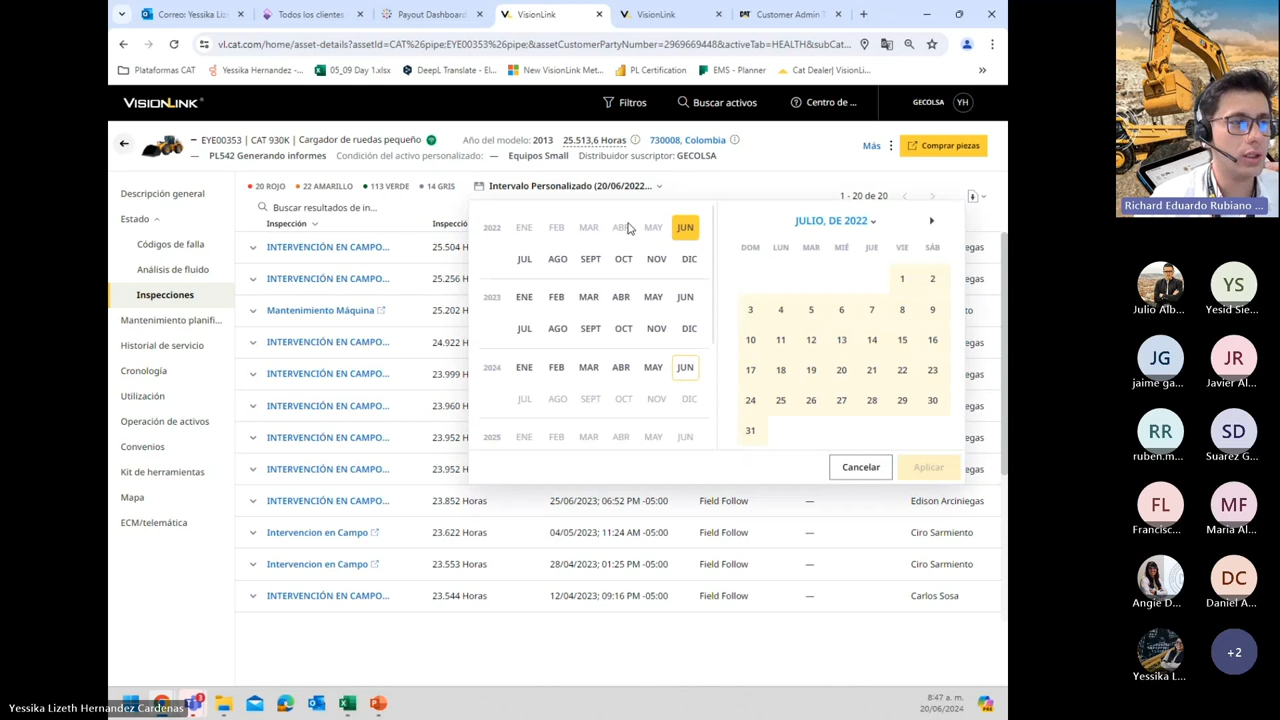 Correo: Yessika Lizet
Todos los clientes
Payout Dashboard
VisionLink
VisionLink
Customer Admin T
vl.cat.com/home/asset-details?assetId=CAT%26pipe;EYE00353%26pipe;&assetCustomerPartyNumber=2969669448&activeTab=HEALTH&subCat...
Plataformas CAT
Yessika Hernandez -...
05_09 Day 1.xlsx
DeepL Translate - El...
New VisionLink Met...
PL Certification
EMS - Planner
Cat Dealer| VisionLi...
VISIONLINK
Filtros
Buscar activos
Centro de ...
GECOLSA
YH
EYE00353 | CAT 930K | Cargador de ruedas pequeño
Año del modelo: 2013
25.513,6 Horas
730008, Colombia
Más
Comprar piezas
PL542 Generando informes
Condición del activo personalizado: —
Equipos Small
Distribuidor suscriptor: GECOLSA
Descripción general
Estado
Códigos de falla
Análisis de fluido
Inspecciones
Mantenimiento planifi...
Historial de servicio
Cronología
Utilización
Operación de activos
Convenios
Kit de herramientas
Mapa
ECM/telemática
20 ROJO
22 AMARILLO
113 VERDE
14 GRIS
Intervalo Personalizado (20/06/2022...
1 - 20 de 20
Buscar resultados de in...
Inspección
Inspecció
INTERVENCIÓN EN CAMPO...
25.504 H
egas
INTERVENCIÓN EN CAMPO...
25.256 H
egas
Mantenimiento Máquina
25.202 H
to
INTERVENCIÓN EN CAMPO...
24.922 H
egas
INTERVENCIÓN EN CAMPO...
23.999 H
egas
INTERVENCIÓN EN CAMPO...
23.960 H
egas
INTERVENCIÓN EN CAMPO...
23.952 H
egas
INTERVENCIÓN EN CAMPO...
23.952 H
egas
INTERVENCIÓN EN CAMPO...
23.852 Horas
25/06/2023; 06:52 PM -05:00
Field Follow
—
Edison Arciniegas
Intervencion en Campo
23.622 Horas
04/05/2023; 11:24 AM -05:00
Field Follow
—
Ciro Sarmiento
Intervencion en Campo
23.553 Horas
28/04/2023; 01:25 PM -05:00
Field Follow
—
Ciro Sarmiento
INTERVENCIÓN EN CAMPO...
23.544 Horas
12/04/2023; 09:16 PM -05:00
Field Follow
—
Carlos Sosa
2022 ENE FEB MAR ABR MAY JUN
JUL AGO SEPT OCT NOV DIC
2023 ENE FEB MAR ABR MAY JUN
JUL AGO SEPT OCT NOV DIC
2024 ENE FEB MAR ABR MAY JUN
JUL AGO SEPT OCT NOV DIC
2025 ENE FEB MAR ABR MAY JUN
JULIO, DE 2022
DOM LUN MAR MIÉ JUE VIE SÁB
1 2
3 4 5 6 7 8 9
10 11 12 13 14 15 16
17 18 19 20 21 22 23
24 25 26 27 28 29 30
31
Cancelar
Aplicar
8:47 a. m.
20/06/2024
Yessika Lizeth Hernandez Cardenas
Richard Eduardo Rubiano ...
Julio Alb...
YS
Yesid Sie...
JG
jaime ga...
JR
Javier Al...
RR
ruben.m...
SD
Suarez G...
FL
Francisc...
MF
Maria Al...
Angie D...
DC
Daniel A...
Yessika L...
+2